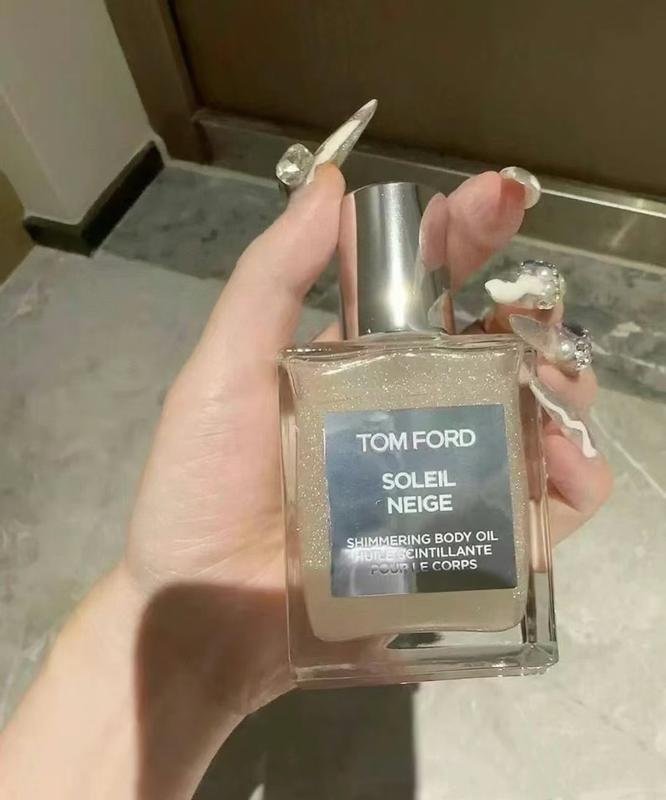 TOM FORD
SOLEIL
NEIGE
SHIMMERING BODY OIL
HUILE SCINTILLANTE
POUR LE CORPS